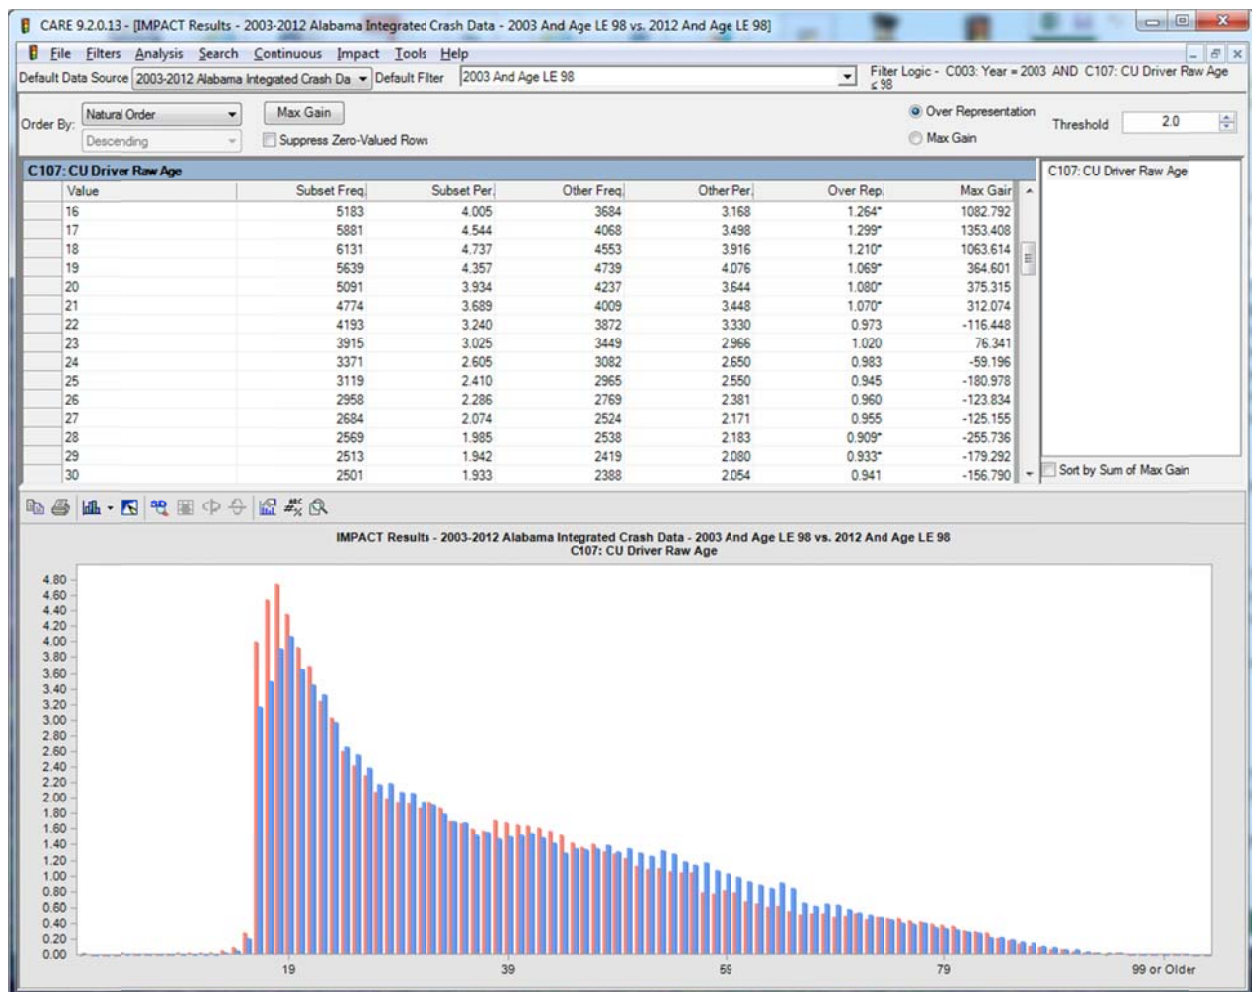 CARE 9.2.0.13 - [IMPACT Results - 2003-2012 Alabama Integrated Crash Data - 2003 And Age LE 98 vs. 2012 And Age LE 98]
File Filters Analysis Search Continuous Impact Tools Help
Default Data Source 2003-2012 Alabama Integrated Crash Da Default Filter 2003 And Age LE 98 Filter Logic - C003: Year = 2003 AND C107: CU Driver Raw Age
≤ 98
Order By: Natural Order Max Gain Over Representation Threshold 2.0
Descending Suppress Zero-Valued Rows Max Gain
C107: CU Driver Raw Age C107: CU Driver Raw Age
Value Subset Freq. Subset Per. Other Freq. Other Per. Over Rep. Max Gain
16 5183 4.005 3684 3.168 1.264* 1082.792
17 5881 4.544 4068 3.498 1.299* 1353.408
18 6131 4.737 4553 3.916 1.210* 1063.614
19 5639 4.357 4739 4.076 1.069* 364.601
20 5091 3.934 4237 3.644 1.080* 375.315
21 4774 3.689 4009 3.448 1.070* 312.074
22 4193 3.240 3872 3.330 0.973 -116.448
23 3915 3.025 3449 2.966 1.020 76.341
24 3371 2.605 3082 2.650 0.983 -59.196
25 3119 2.410 2965 2.550 0.945 -180.978
26 2958 2.286 2769 2.381 0.960 -123.834
27 2684 2.074 2524 2.171 0.955 -125.155
28 2569 1.985 2538 2.183 0.909* -255.736
29 2513 1.942 2419 2.080 0.933* -179.292
30 2501 1.933 2388 2.054 0.941 -156.790
Sort by Sum of Max Gain
IMPACT Results - 2003-2012 Alabama Integrated Crash Data - 2003 And Age LE 98 vs. 2012 And Age LE 98
C107: CU Driver Raw Age
4.80
4.60
4.40
4.20
4.00
3.80
3.60
3.40
3.20
3.00
2.80
2.60
2.40
2.20
2.00
1.80
1.60
1.40
1.20
1.00
0.80
0.60
0.40
0.20
0.00
19 39 59 79 99 or Older